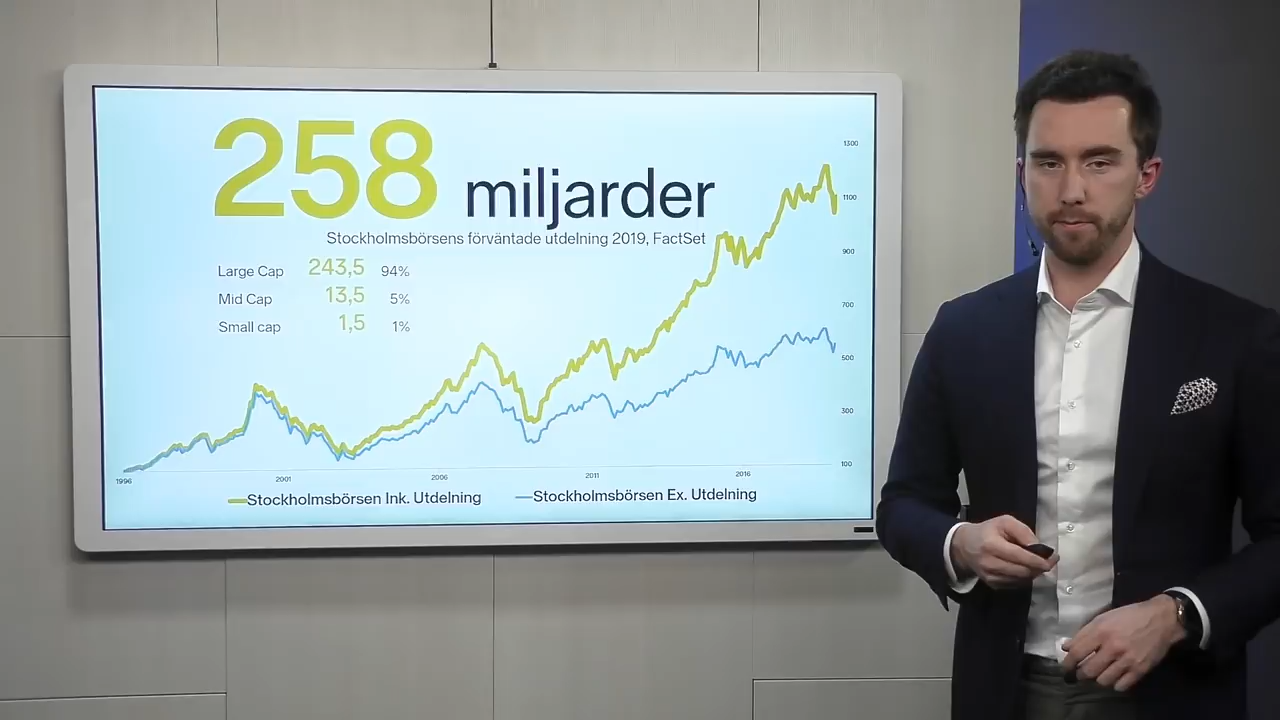 258 miljarder
Stockholmsbörsens förväntade utdelning 2019, FactSet
Large Cap 243,5 94%
Mid Cap 13,5 5%
Small cap 1,5 1%
1300
1100
900
700
500
300
100
1996 2001 2006 2011 2016
Stockholmsbörsen Ink. Utdelning Stockholmsbörsen Ex. Utdelning